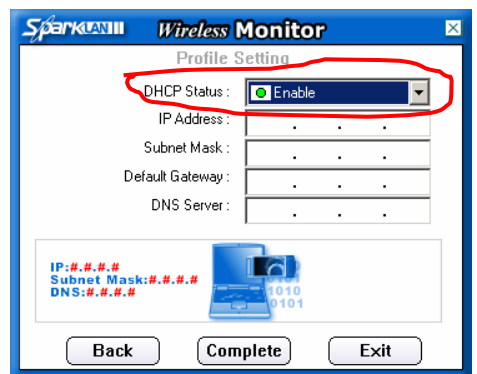 SparkLAN Wireless Monitor
Profile Setting
DHCP Status : Enable
IP Address : . . .
Subnet Mask : . . .
Default Gateway : . . .
DNS Server : . . .
IP:#.#.#.#
Subnet Mask:#.#.#.#
DNS:#.#.#.#
1010
0101
Back Complete Exit